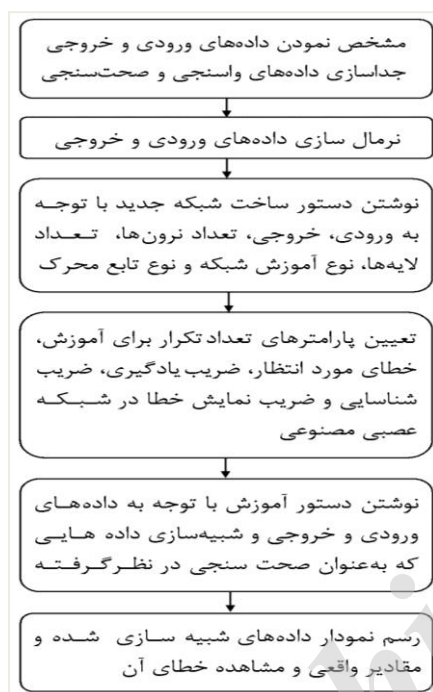 مشخص نمودن داده‌های ورودی و خروجی
جداسازی داده‌های واسنجی و صحت‌سنجی
نرمال سازی داده‌های ورودی و خروجی
نوشتن دستور ساخت شبکه جدید با توجه
به ورودی، خروجی، تعداد نرون‌ها، تعداد
لایه‌ها، نوع آموزش شبکه و نوع تابع محرک
تعیین پارامترهای تعداد تکرار برای آموزش،
خطای مورد انتظار، ضریب یادگیری، ضریب
شناسایی و ضریب نمایش خطا در شبکه
عصبی مصنوعی
نوشتن دستور آموزش با توجه به داده‌های
ورودی و خروجی و شبیه‌سازی داده هایی
که به‌عنوان صحت سنجی در نظرگرفته
رسم نمودار داده‌های شبیه سازی شده و
مقادیر واقعی و مشاهده خطای آن